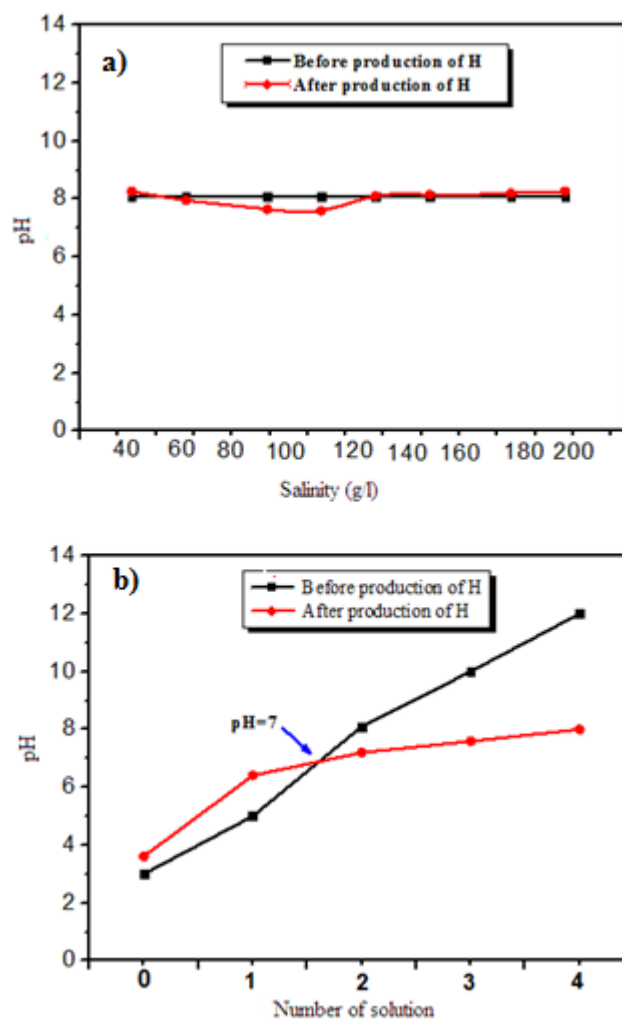 a)
Before production of H
After production of H
14
12
10
8
6
4
2
0
pH
40 60 80 100 120 140 160 180 200
Salinity (g/l)
b)
Before production of H
After production of H
14
12
10
8
6
4
2
0
pH
pH=7
0 1 2 3 4
Number of solution